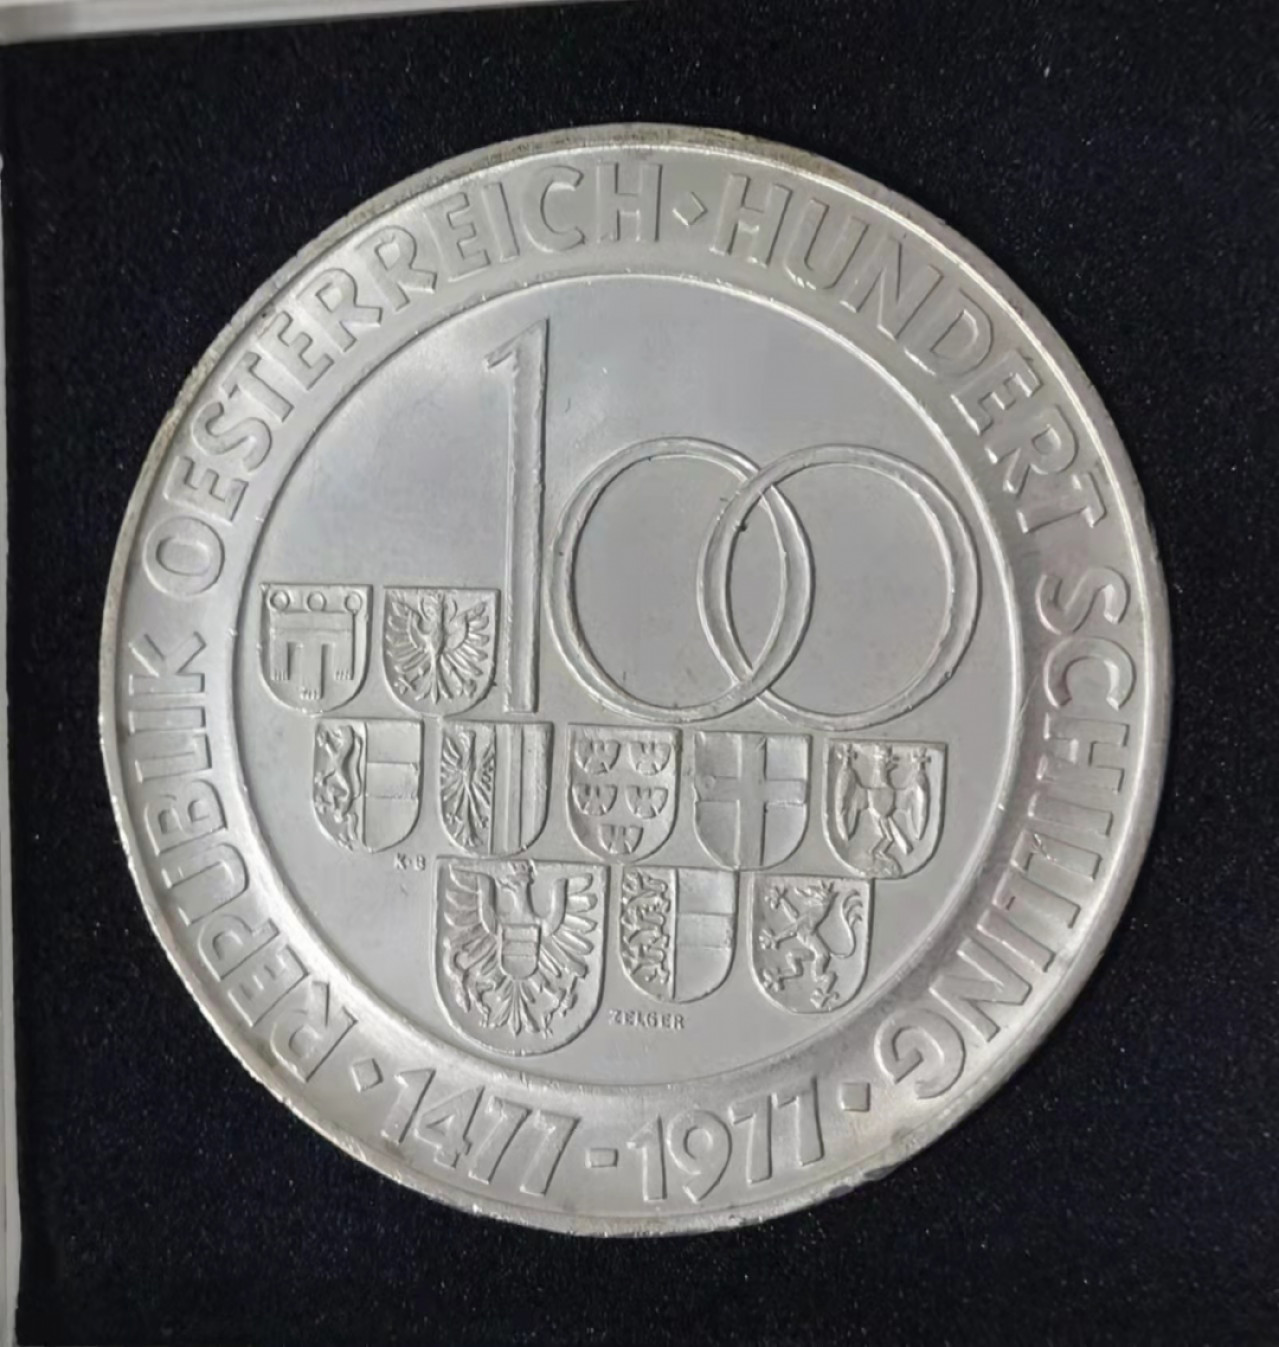 REPUBLIK OESTERREICH · HUNDERT SCHILLING ·
100
K·B
ZELGER
1477-1977 ·